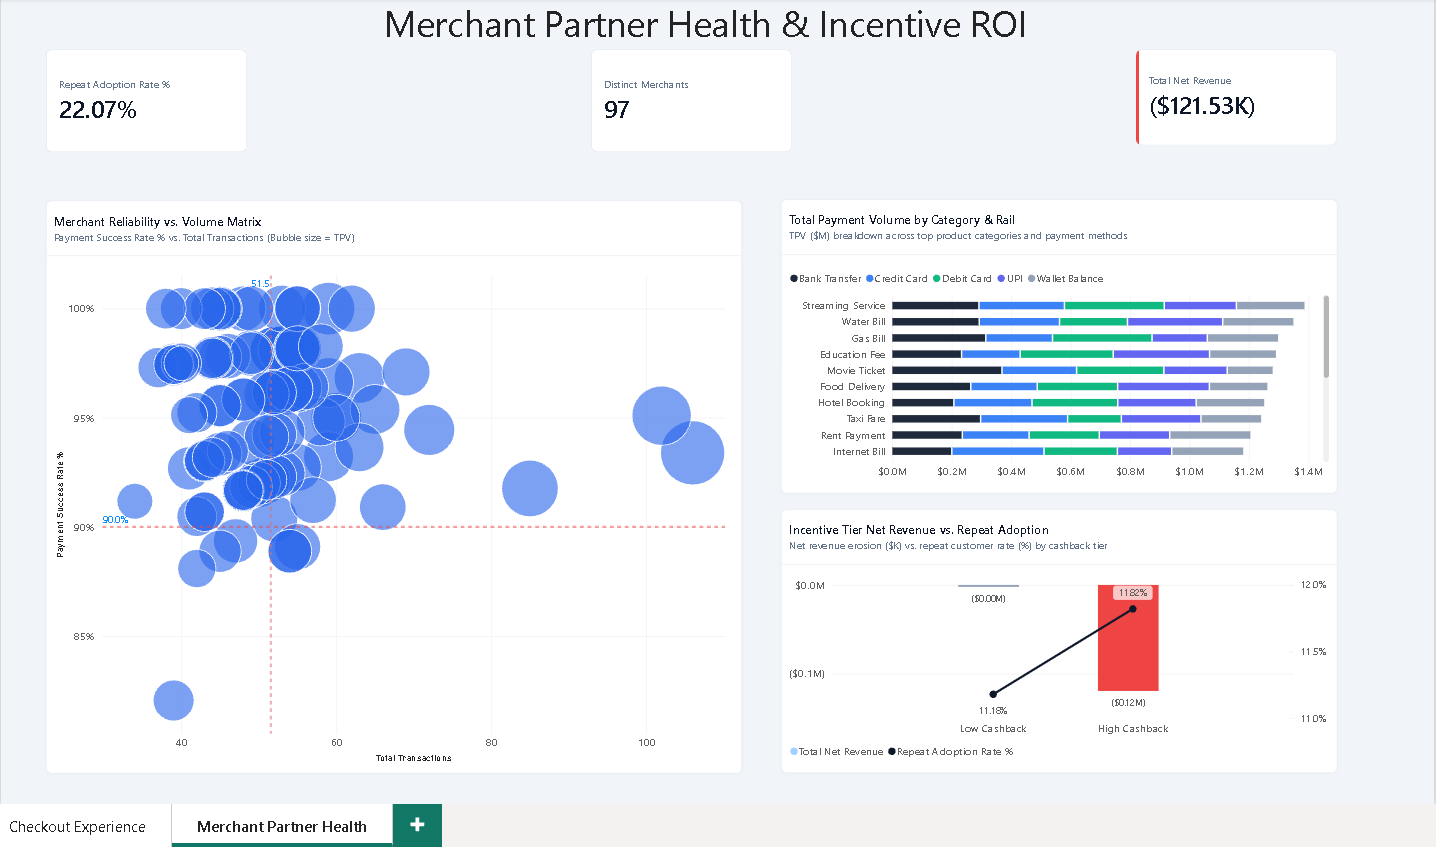 Merchant Partner Health & Incentive ROI
Repeat Adoption Rate %
22.07%
Distinct Merchants
97
Total Net Revenue
($121.53K)
Merchant Reliability vs. Volume Matrix
Payment Success Rate % vs. Total Transactions (Bubble size = TPV)
51.5
100%
95%
90.0%
90%
85%
Payment Success Rate %
40 60 80 100
Total Transactions
Total Payment Volume by Category & Rail
TPV ($M) breakdown across top product categories and payment methods
Bank Transfer Credit Card Debit Card UPI Wallet Balance
Streaming Service
Water Bill
Gas Bill
Education Fee
Movie Ticket
Food Delivery
Hotel Booking
Taxi Fare
Rent Payment
Internet Bill
$0.0M $0.2M $0.4M $0.6M $0.8M $1.0M $1.2M $1.4M
Incentive Tier Net Revenue vs. Repeat Adoption
Net revenue erosion ($K) vs. repeat customer rate (%) by cashback tier
$0.0M
12.0%
($0.00M)
11.82%
11.5%
($0.1M)
11.18%
($0.12M)
11.0%
Low Cashback High Cashback
Total Net Revenue Repeat Adoption Rate %
Checkout Experience Merchant Partner Health +